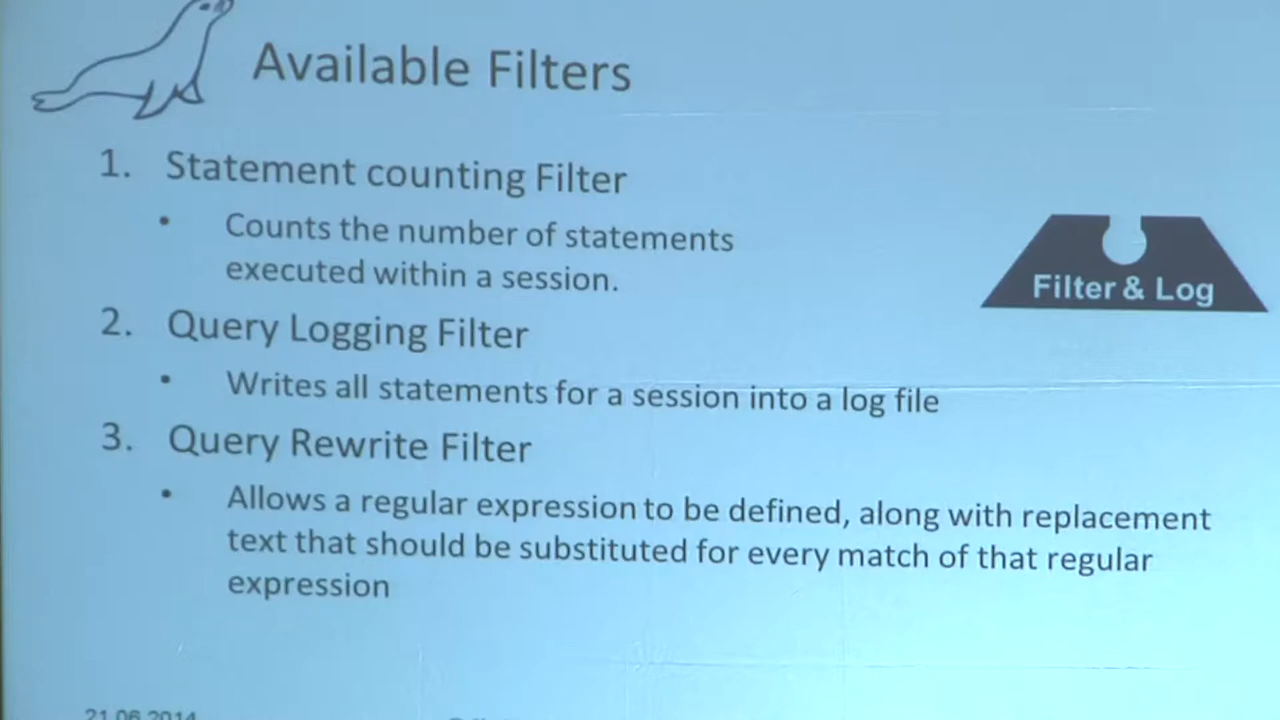 Available Filters
1. Statement counting Filter
• Counts the number of statements
executed within a session.
Filter & Log
2. Query Logging Filter
• Writes all statements for a session into a log file
3. Query Rewrite Filter
• Allows a regular expression to be defined, along with replacement
text that should be substituted for every match of that regular
expression
21.06.2014